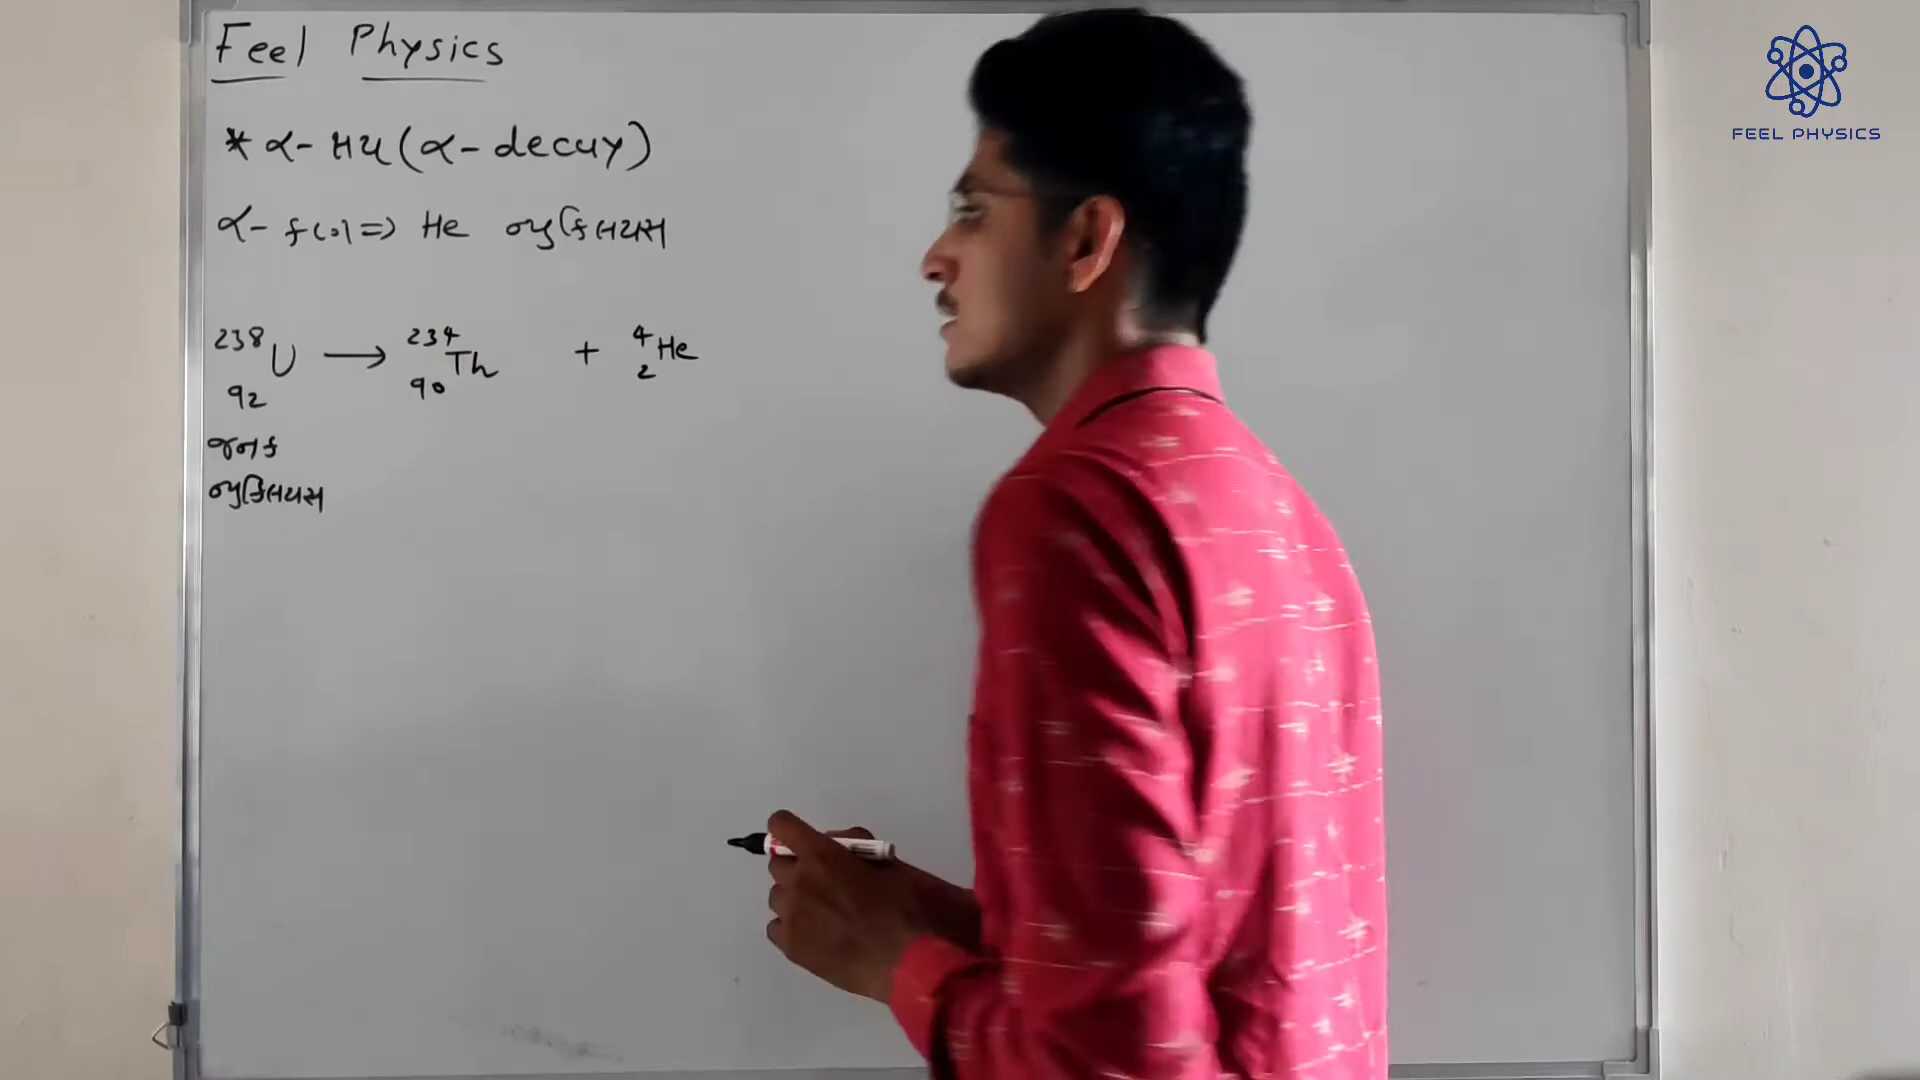 Feel Physics
* α- ક્ષય (α- decay)
α- કણ => He ન્યુક્લિયસ
238 U 92 → 234 Th 90 + 4 He 2
જનક
ન્યુક્લિયસ
FEEL PHYSICS